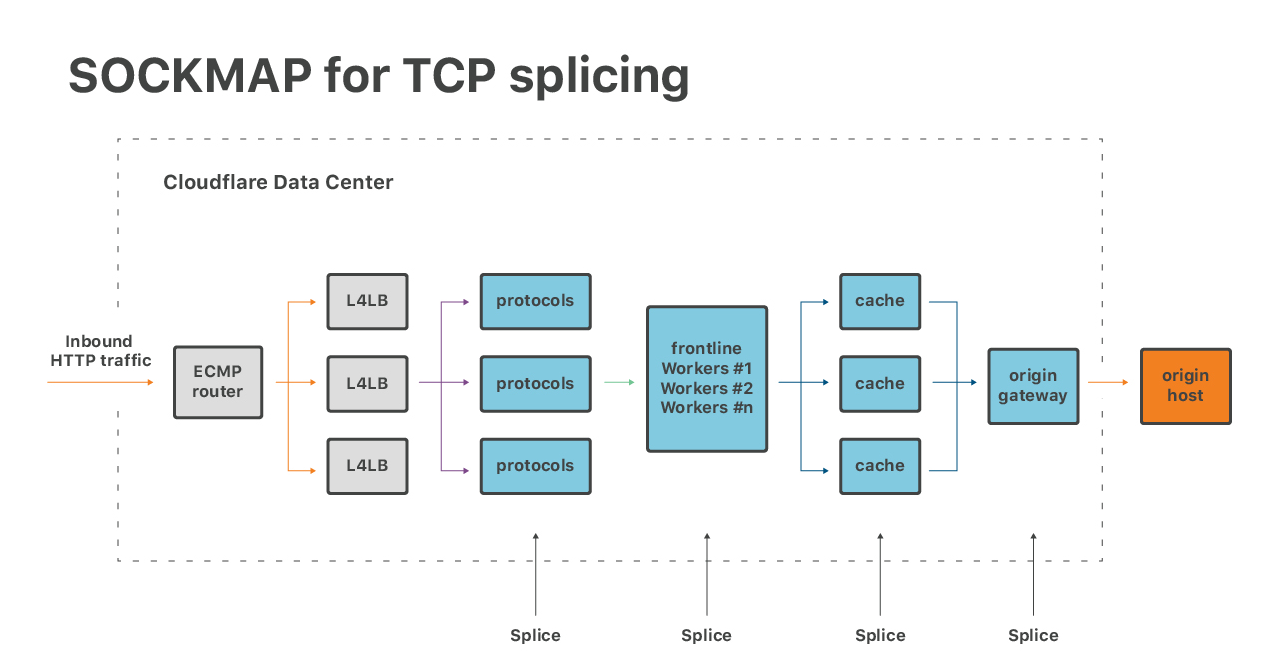 SOCKMAP for TCP splicing
Cloudflare Data Center
Inbound
HTTP traffic
ECMP
router
L4LB
L4LB
L4LB
protocols
protocols
protocols
frontline
Workers #1
Workers #2
Workers #n
cache
cache
cache
origin
gateway
origin
host
Splice
Splice
Splice
Splice